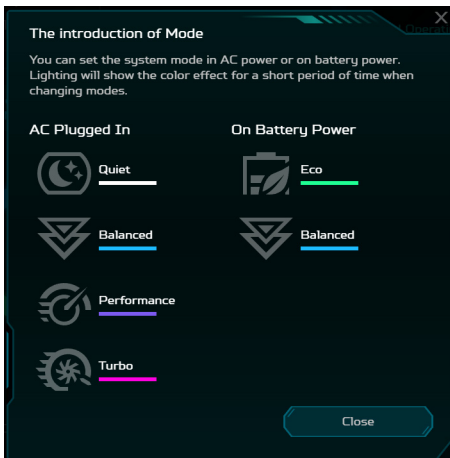 The introduction of Mode
You can set the system mode in AC power or on battery power.
Lighting will show the color effect for a short period of time when
changing modes.
AC Plugged In
On Battery Power
Quiet
Eco
Balanced
Balanced
Performance
Turbo
Close